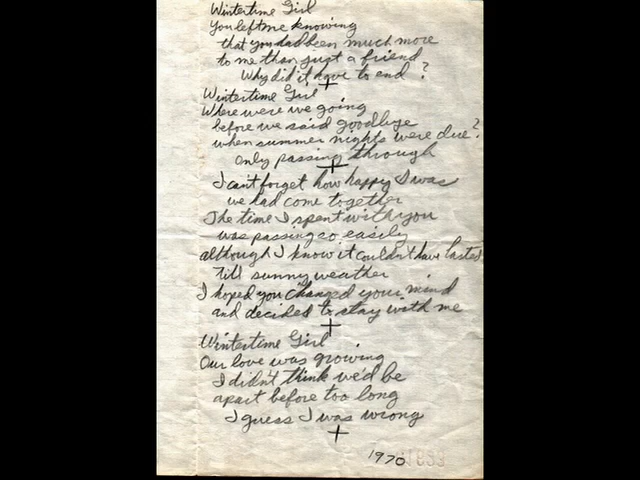 Wintertime Girl
You left me knowing
that you had been much more
to me than just a friend
Why did it have to end?
+
Wintertime Girl
Where were we going
before we said goodbye
when summer nights were due?
only passing through
+
I can't forget how happy I was
we had come together
The time I spent with you
was passing so easily
although I know it couldn't have lasted
'Till sunny weather
I hoped you changed your mind
and decided to stay with me
+
Wintertime Girl
Our love was growing
I didn't think we'd be
apart before too long
I guess I was wrong
+
1970